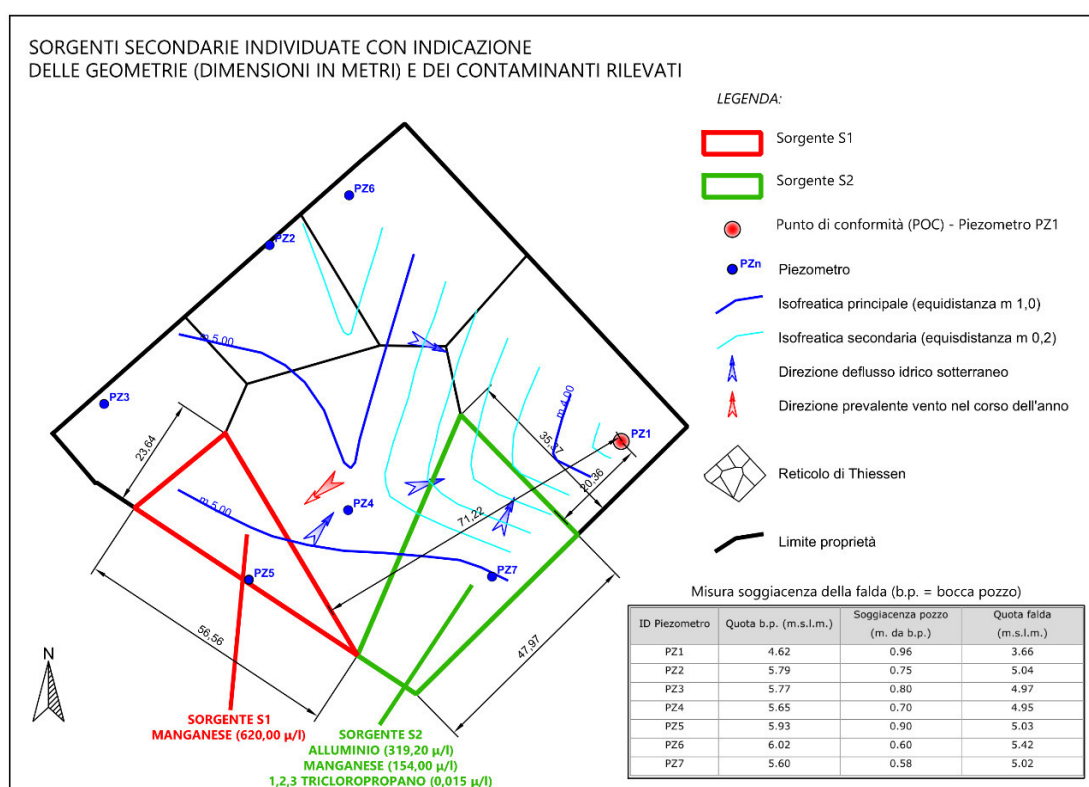 SORGENTI SECONDARIE INDIVIDUATE CON INDICAZIONE
DELLE GEOMETRIE (DIMENSIONI IN METRI) E DEI CONTAMINANTI RILEVATI
LEGENDA:
Sorgente S1
Sorgente S2
Punto di conformità (POC) - Piezometro PZ1
PZn Piezometro
Isofreatica principale (equidistanza m 1,0)
Isofreatica secondaria (equisdistanza m 0,2)
Direzione deflusso idrico sotterraneo
Direzione prevalente vento nel corso dell'anno
Reticolo di Thiessen
Limite proprietà
PZ6
PZ2
m 5,00
PZ3
m 4,00
PZ1
23,64
35,37
20,36
m 5,00
PZ4
71,22
PZ5
PZ7
56,56
47,97
N
SORGENTE S1
MANGANESE (620,00 µ/l)
SORGENTE S2
ALLUMINIO (319,20 µ/l)
MANGANESE (154,00 µ/l)
1,2,3 TRICLOROPROPANO (0,015 µ/l)
Misura soggiacenza della falda (b.p. = bocca pozzo)
ID Piezometro Quota b.p. (m.s.l.m.) Soggiacenza pozzo (m. da b.p.) Quota falda (m.s.l.m.)
PZ1 4.62 0.96 3.66
PZ2 5.79 0.75 5.04
PZ3 5.77 0.80 4.97
PZ4 5.65 0.70 4.95
PZ5 5.93 0.90 5.03
PZ6 6.02 0.60 5.42
PZ7 5.60 0.58 5.02